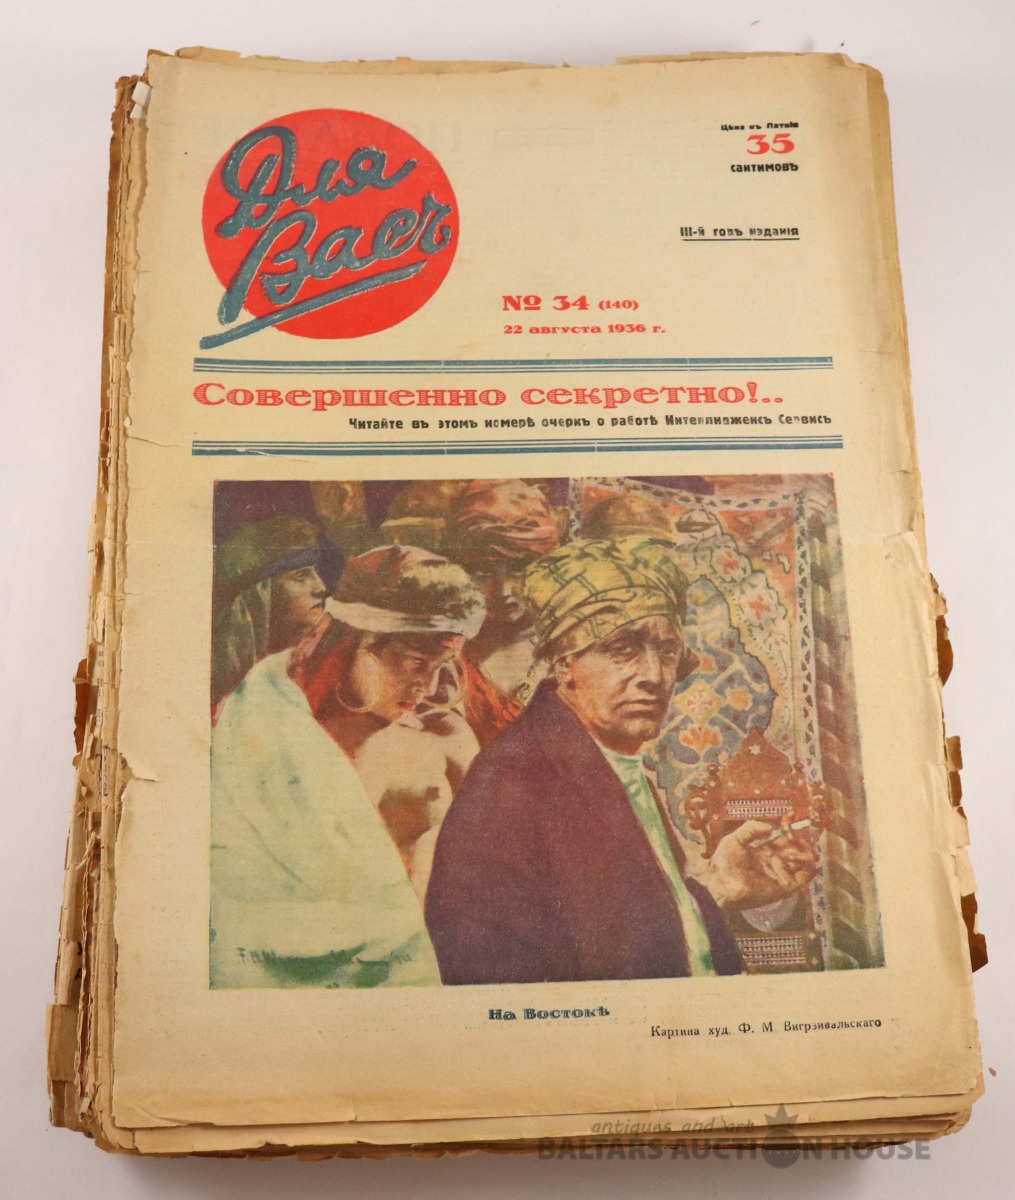 Для
Васъ
Цѣна въ Латвіи
35
сантимовъ
III-й годъ изданія
№ 34 (140)
22 августа 1936 г.
Совершенно секретно!..
Читайте въ этомъ номерѣ очеркъ о работѣ Интеллидженсъ Сервисъ
На Востокѣ
Картина худ. Ф. М. Вигрзивальскаго
antiques and art
BALTARS AUCTION HOUSE